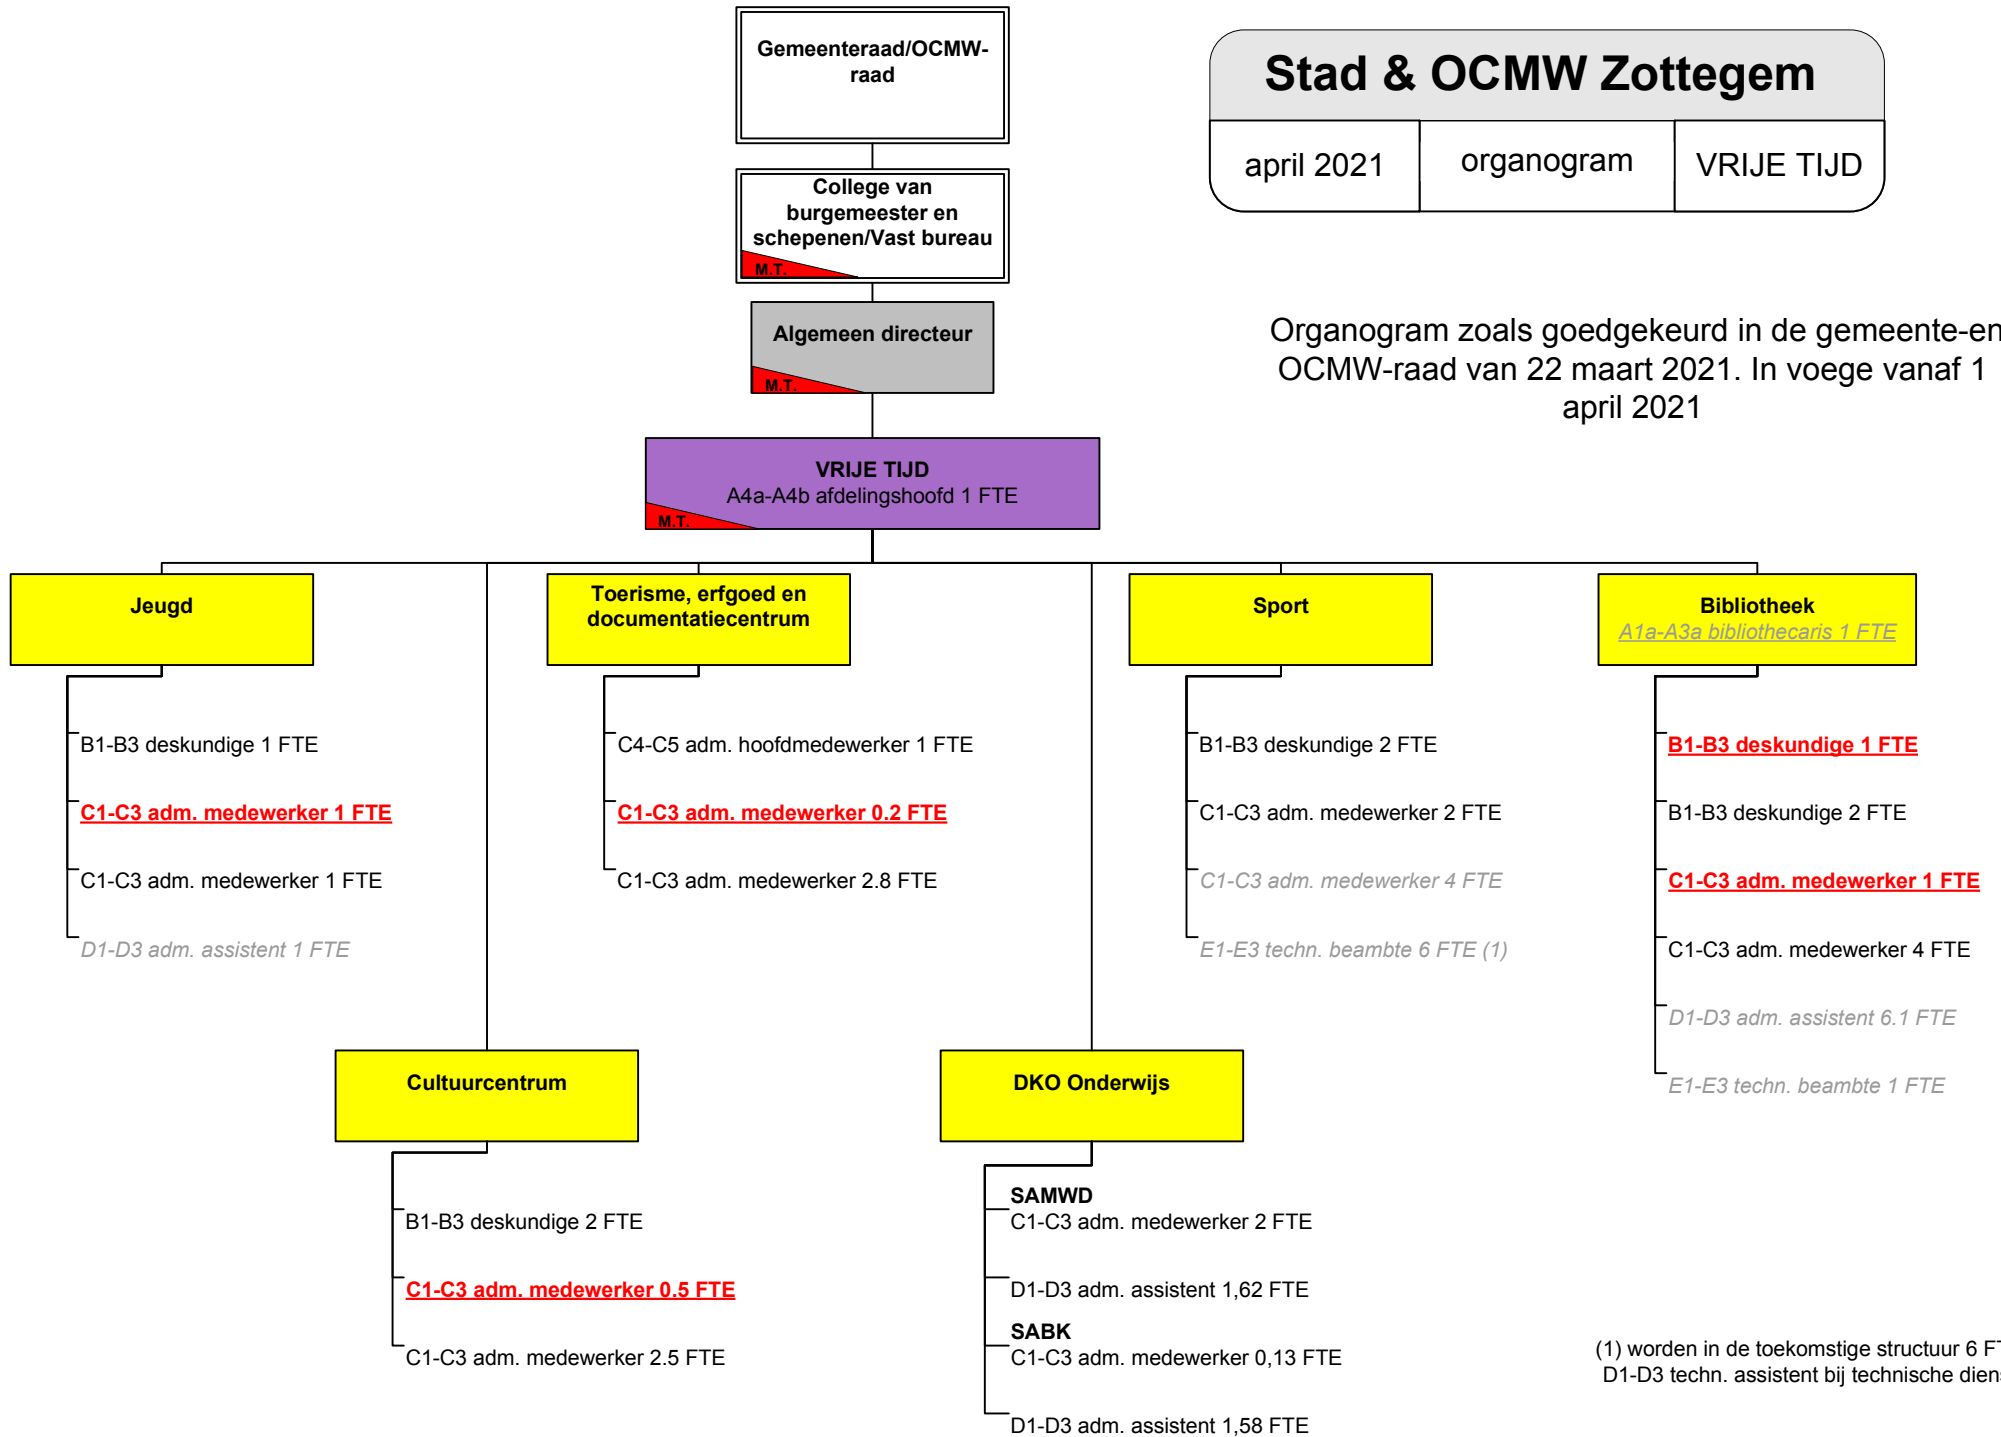 Gemeenteraad/OCMW-
raad
Stad & OCMW Zottegem
april 2021
organogram
VRIJE TIJD
College van
burgemeester en
schepenen/Vast bureau
M.T.
Algemeen directeur
M.T.
Organogram zoals goedgekeurd in de gemeente-en
OCMW-raad van 22 maart 2021. In voege vanaf 1
april 2021
VRIJE TIJD
A4a-A4b afdelingshoofd 1 FTE
M.T.
Jeugd
B1-B3 deskundige 1 FTE
C1-C3 adm. medewerker 1 FTE
C1-C3 adm. medewerker 1 FTE
D1-D3 adm. assistent 1 FTE
Toerisme, erfgoed en
documentatiecentrum
C4-C5 adm. hoofdmedewerker 1 FTE
C1-C3 adm. medewerker 0.2 FTE
C1-C3 adm. medewerker 2.8 FTE
Sport
B1-B3 deskundige 2 FTE
C1-C3 adm. medewerker 2 FTE
C1-C3 adm. medewerker 4 FTE
E1-E3 techn. beambte 6 FTE (1)
Bibliotheek
A1a-A3a bibliothecaris 1 FTE
B1-B3 deskundige 1 FTE
B1-B3 deskundige 2 FTE
C1-C3 adm. medewerker 1 FTE
C1-C3 adm. medewerker 4 FTE
D1-D3 adm. assistent 6.1 FTE
E1-E3 techn. beambte 1 FTE
Cultuurcentrum
B1-B3 deskundige 2 FTE
C1-C3 adm. medewerker 0.5 FTE
C1-C3 adm. medewerker 2.5 FTE
DKO Onderwijs
SAMWD
C1-C3 adm. medewerker 2 FTE
D1-D3 adm. assistent 1,62 FTE
SABK
C1-C3 adm. medewerker 0,13 FTE
D1-D3 adm. assistent 1,58 FTE
(1) worden in de toekomstige structuur 6
D1-D3 techn. assistent bij technische